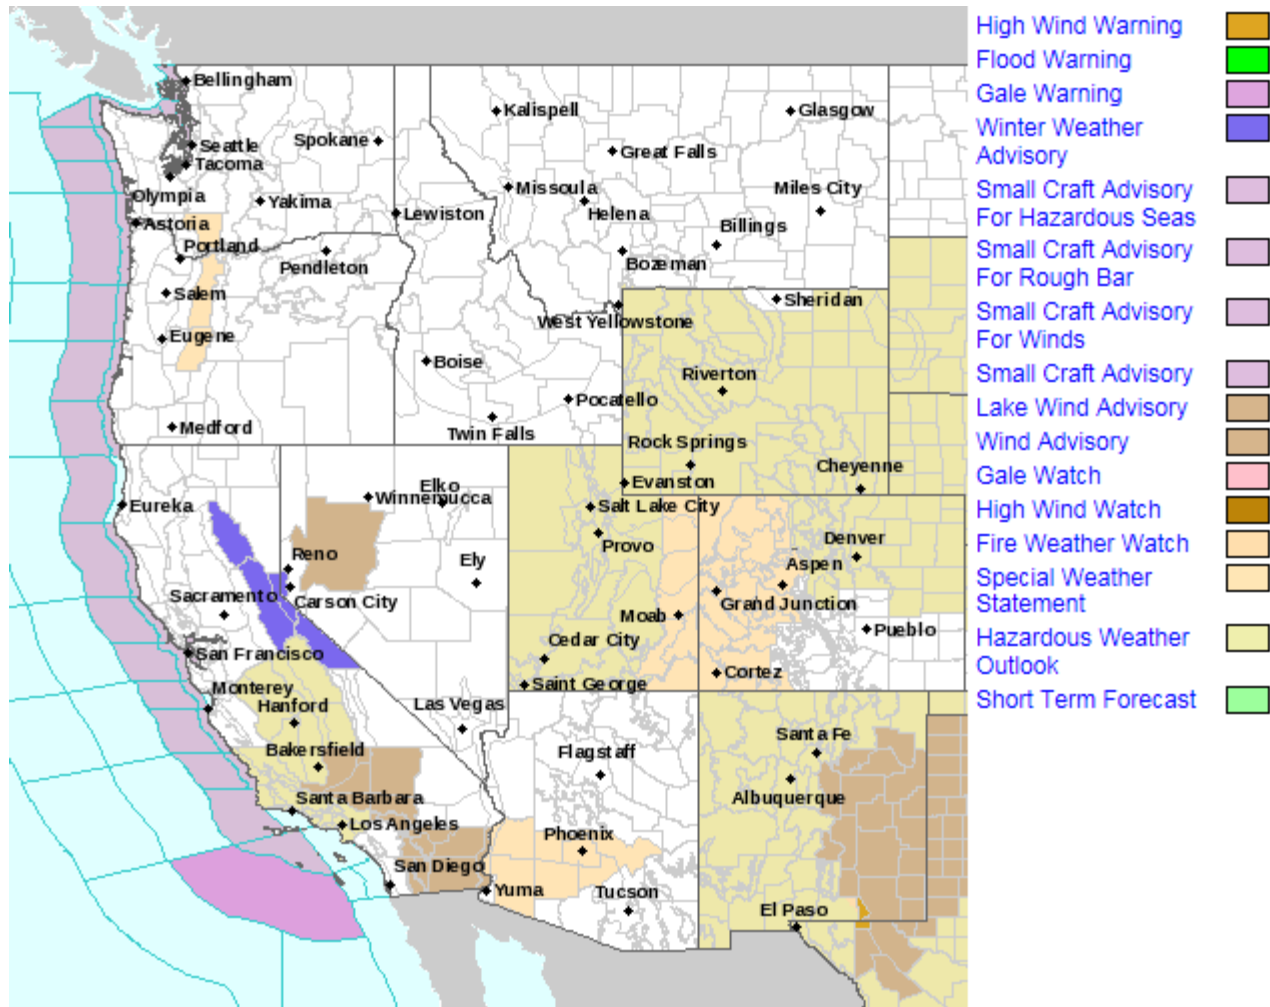 Bellingham
Kalispell
Glasgow
Seattle
Spokane
Great Falls
Tacoma
Olympia
Yakima
Missoula
Miles City
Lewiston
Helena
Astoria
Billings
Portland
Pendleton
Bozeman
Salem
Sheridan
West Yellowstone
Eugene
Boise
Riverton
Pocatello
Medford
Twin Falls
Rock Springs
Cheyenne
Evanston
Elko
Winnemucca
Eureka
Salt Lake City
Provo
Denver
Reno
Ely
Aspen
Sacramento
Carson City
Grand Junction
Moab
Pueblo
Cedar City
San Francisco
Cortez
Saint George
Monterey
Hanford
Las Vegas
Santa Fe
Bakersfield
Flagstaff
Albuquerque
Santa Barbara
Los Angeles
Phoenix
San Diego
Yuma
Tucson
El Paso
High Wind Warning
Flood Warning
Gale Warning
Winter Weather
Advisory
Small Craft Advisory
For Hazardous Seas
Small Craft Advisory
For Rough Bar
Small Craft Advisory
For Winds
Small Craft Advisory
Lake Wind Advisory
Wind Advisory
Gale Watch
High Wind Watch
Fire Weather Watch
Special Weather
Statement
Hazardous Weather
Outlook
Short Term Forecast